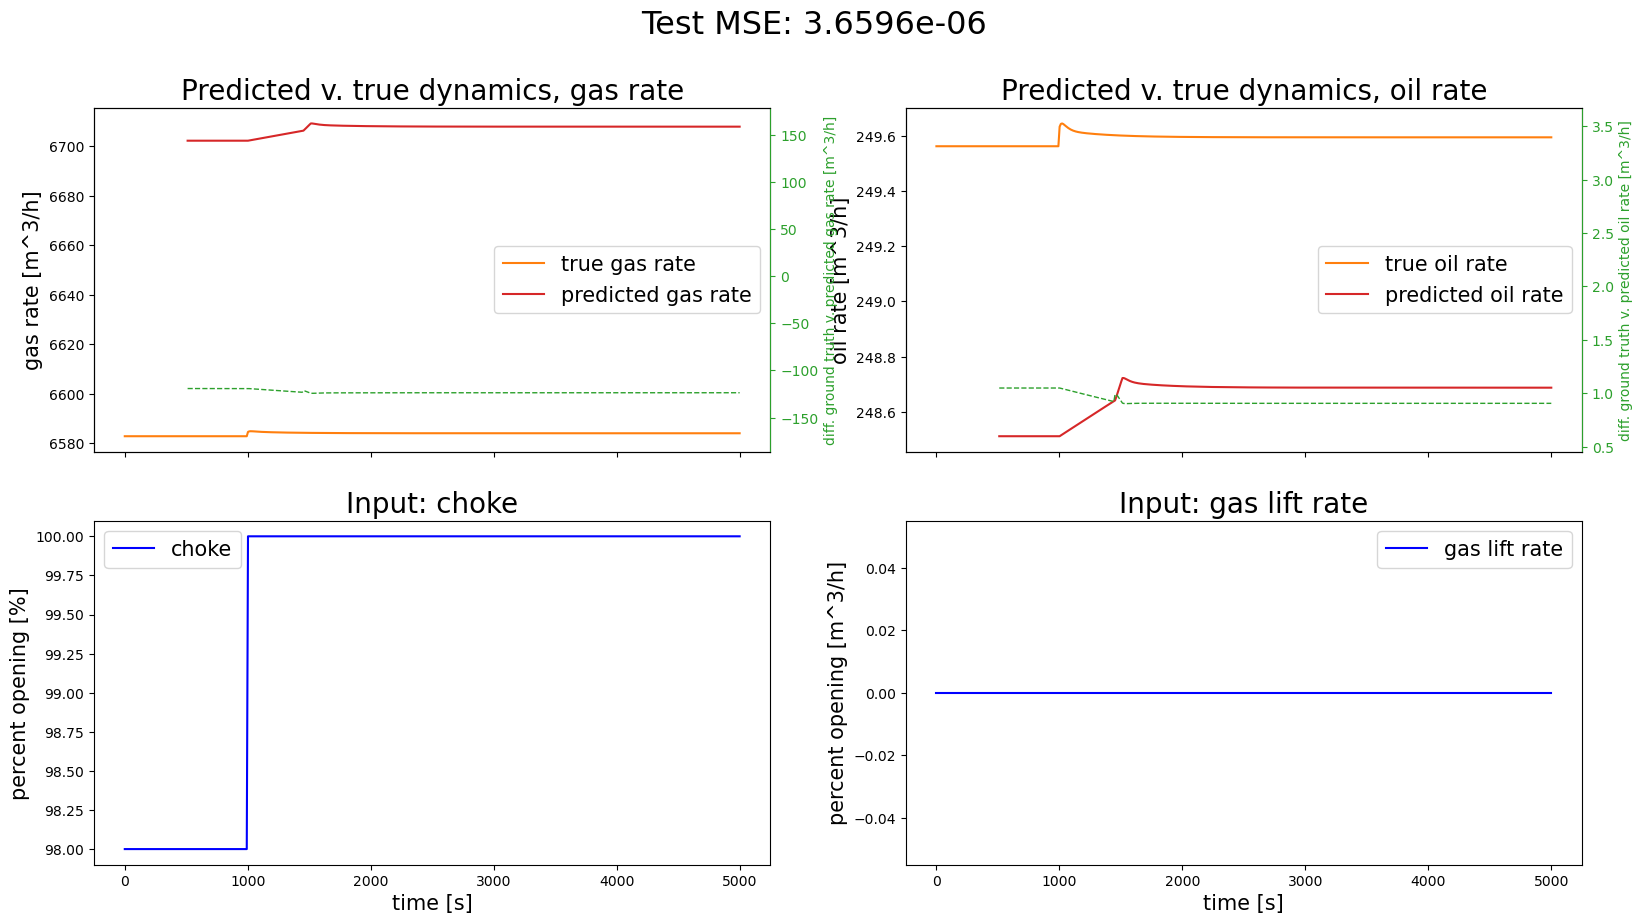 Test MSE: 3.6596e-06
Predicted v. true dynamics, gas rate
gas rate [m^3/h]
6700
6680
6660
6640
6620
6600
6580
true gas rate
predicted gas rate
150
100
50
0
−50
−100
−150
diff. ground truth v. predicted gas rate [m^3/h]
Predicted v. true dynamics, oil rate
oil rate [m^3/h]
249.6
249.4
249.2
249.0
248.8
248.6
true oil rate
predicted oil rate
3.5
3.0
2.5
2.0
1.5
1.0
0.5
diff. ground truth v. predicted oil rate [m^3/h]
Input: choke
percent opening [%]
100.00
99.75
99.50
99.25
99.00
98.75
98.50
98.25
98.00
choke
0 1000 2000 3000 4000 5000
time [s]
Input: gas lift rate
percent opening [m^3/h]
0.04
0.02
0.00
−0.02
−0.04
gas lift rate
0 1000 2000 3000 4000 5000
time [s]